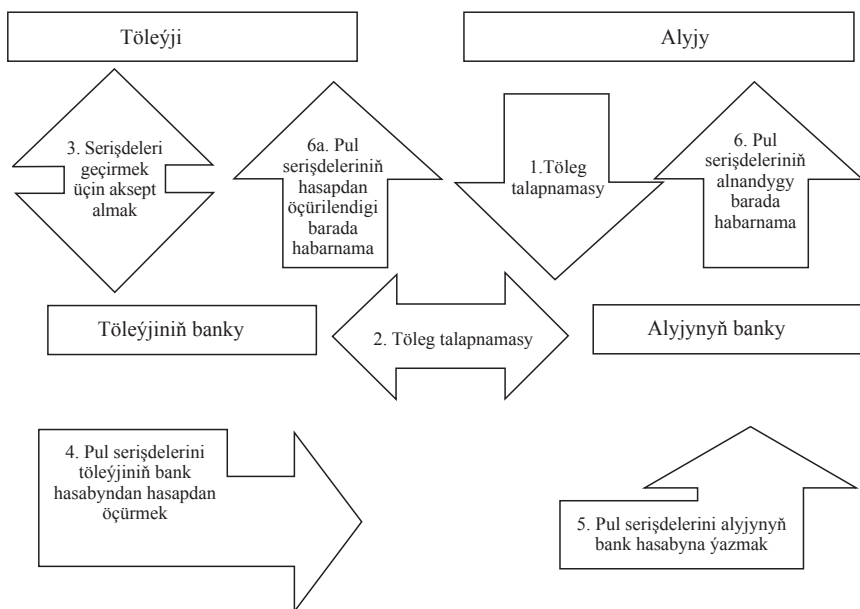 Töleýji
Alyjy
3. Serişdeleri
geçirmek
üçin aksept
almak
6a. Pul
serişdeleriniň
hasapdan
öçürilendigi
barada
habarnama
1.Töleg
talapnamasy
6. Pul
serişdeleriniň
alnandygy
barada
habarnama
Töleýjiniň banky
2. Töleg talapnamasy
Alyjynyň banky
4. Pul serişdelerini
töleýjiniň bank
hasabyndan hasapdan
öçürmek
5. Pul serişdelerini alyjynyň
bank hasabyna ýazmak